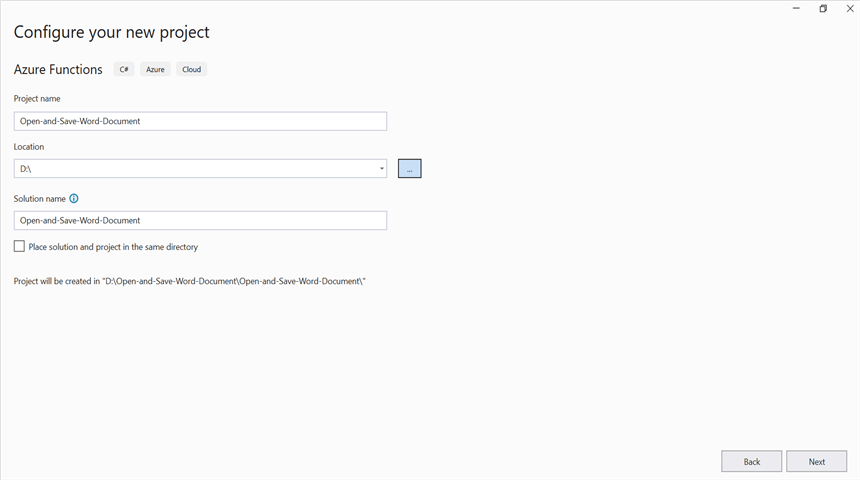 Configure your new project
Azure Functions C# Azure Cloud
Project name
Open-and-Save-Word-Document
Location
D:\
...
Solution name
Open-and-Save-Word-Document
Place solution and project in the same directory
Project will be created in "D:\Open-and-Save-Word-Document\Open-and-Save-Word-Document\"
Back Next